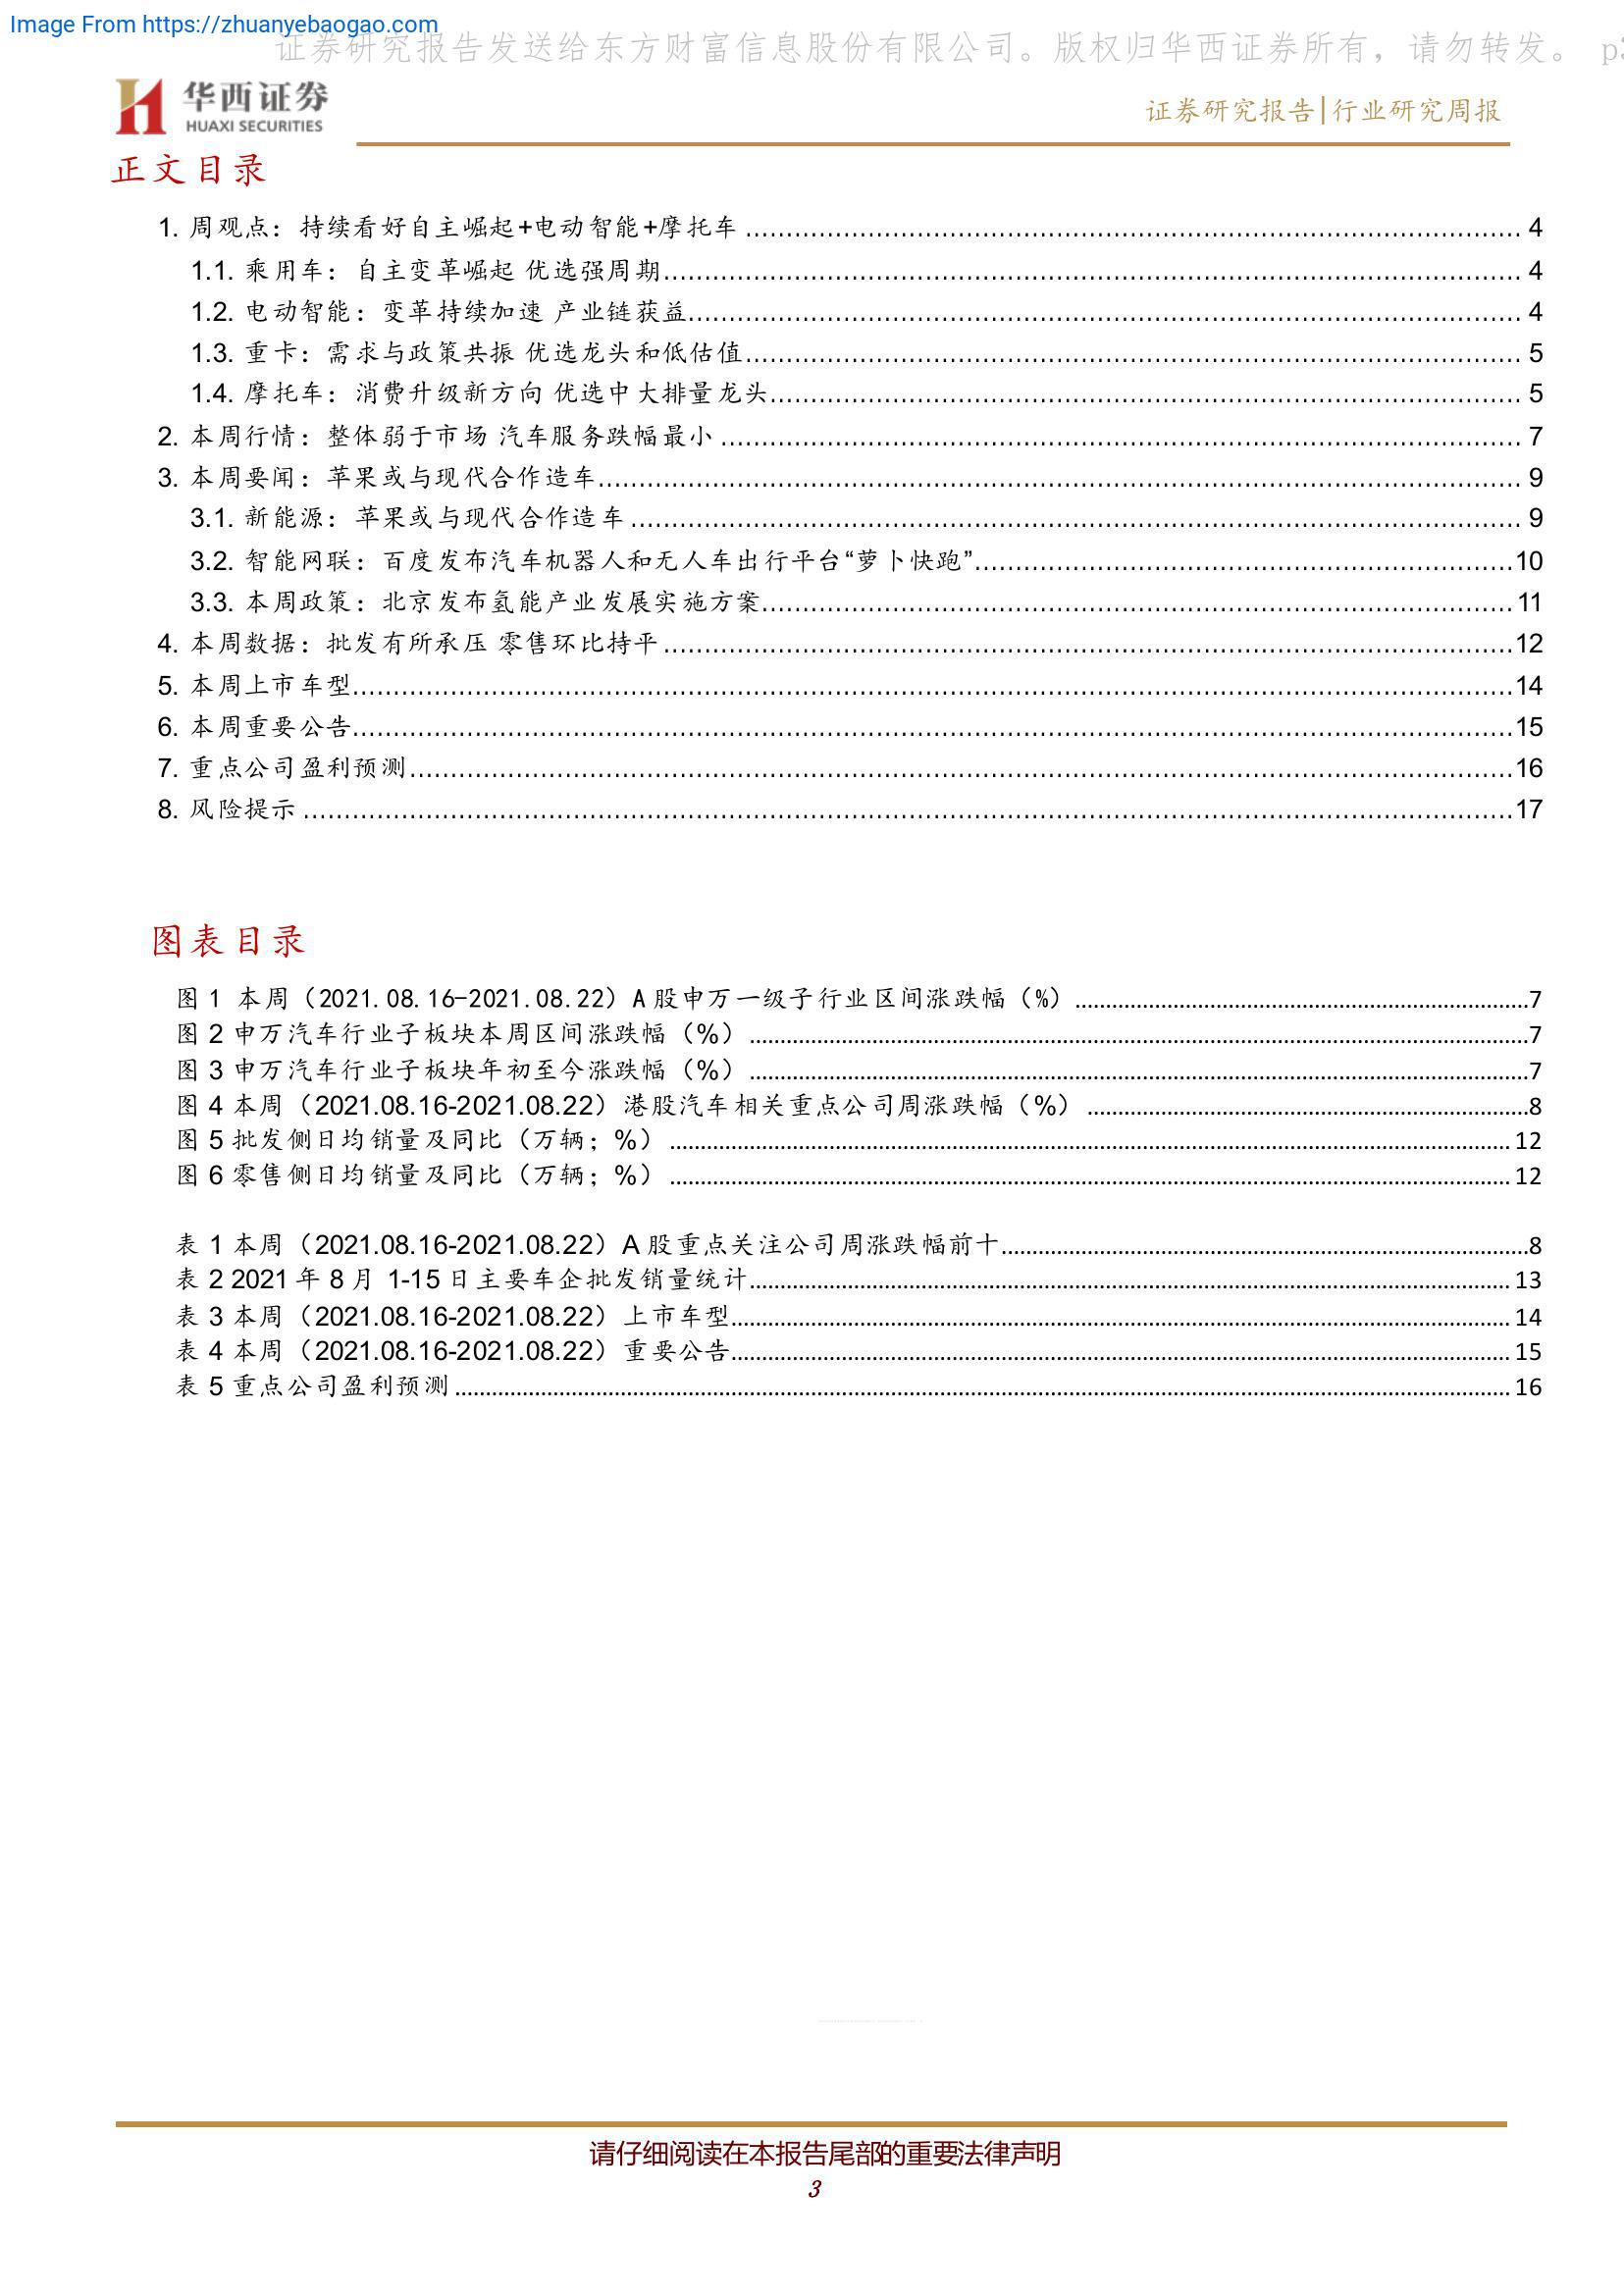 Image From https://zhuanyebaogao.com
证券研究报告发送给东方财富信息股份有限公司。版权归华西证券所有，请勿转发。 p3
华西证券
HUAXI SECURITIES
证券研究报告|行业研究周报
正文目录
1. 周观点：持续看好自主崛起+电动智能+摩托车 4
1.1. 乘用车：自主变革崛起 优选强周期 4
1.2. 电动智能：变革持续加速 产业链获益 4
1.3. 重卡：需求与政策共振 优选龙头和低估值 5
1.4. 摩托车：消费升级新方向 优选中大排量龙头 5
2. 本周行情：整体弱于市场 汽车服务跌幅最小 7
3. 本周要闻：苹果或与现代合作造车 9
3.1. 新能源：苹果或与现代合作造车 9
3.2. 智能网联：百度发布汽车机器人和无人车出行平台“萝卜快跑” 10
3.3. 本周政策：北京发布氢能产业发展实施方案 11
4. 本周数据：批发有所承压 零售环比持平 12
5. 本周上市车型 14
6. 本周重要公告 15
7. 重点公司盈利预测 16
8. 风险提示 17
图表目录
图 1 本周（2021.08.16-2021.08.22）A 股申万一级子行业区间涨跌幅（%） 7
图 2 申万汽车行业子板块本周区间涨跌幅（%） 7
图 3 申万汽车行业子板块年初至今涨跌幅（%） 7
图 4 本周（2021.08.16-2021.08.22）港股汽车相关重点公司周涨跌幅（%） 8
图 5 批发侧日均销量及同比（万辆；%） 12
图 6 零售侧日均销量及同比（万辆；%） 12
表 1 本周（2021.08.16-2021.08.22）A 股重点关注公司周涨跌幅前十 8
表 2 2021 年 8 月 1-15 日主要车企批发销量统计 13
表 3 本周（2021.08.16-2021.08.22）上市车型 14
表 4 本周（2021.08.16-2021.08.22）重要公告 15
表 5 重点公司盈利预测 16
请仔细阅读在本报告尾部的重要法律声明
3